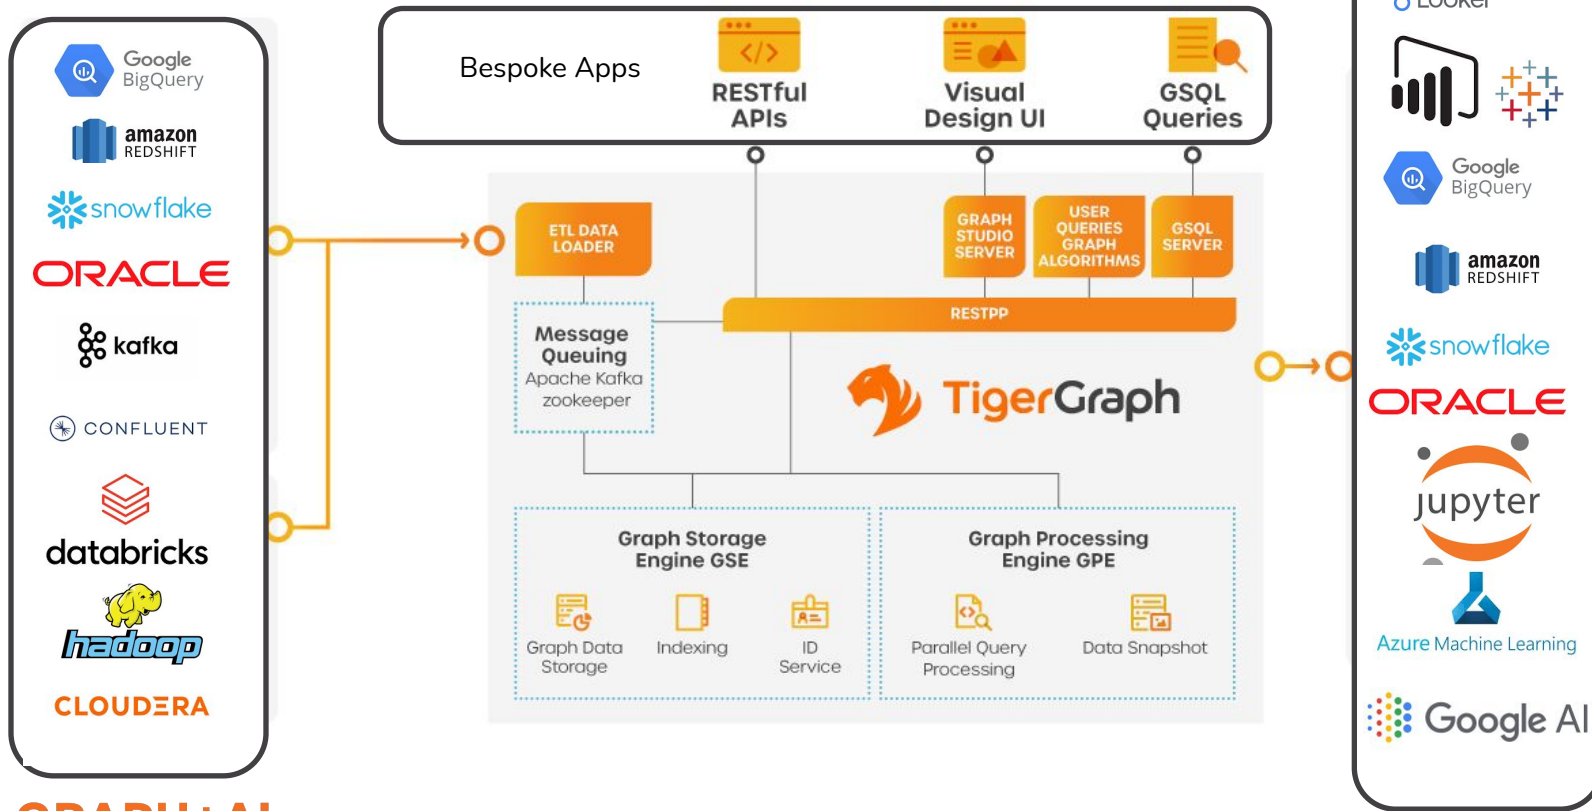 Google
BigQuery
amazon
REDSHIFT
snowflake
ORACLE
kafka
CONFLUENT
databricks
hadoop
CLOUDERA
Bespoke Apps
RESTful
APIs
Visual
Design UI
GSQL
Queries
ETL DATA
LOADER
GRAPH
STUDIO
SERVER
USER
QUERIES
GRAPH
ALGORITHMS
GSQL
SERVER
RESTPP
Message
Queuing
Apache Kafka
zookeeper
TigerGraph
Graph Storage
Engine GSE
Graph Data
Storage
Indexing
ID
Service
Graph Processing
Engine GPE
Parallel Query
Processing
Data Snapshot
Looker
Google
BigQuery
amazon
REDSHIFT
snowflake
ORACLE
jupyter
Azure Machine Learning
Google AI
GRAPH+AI